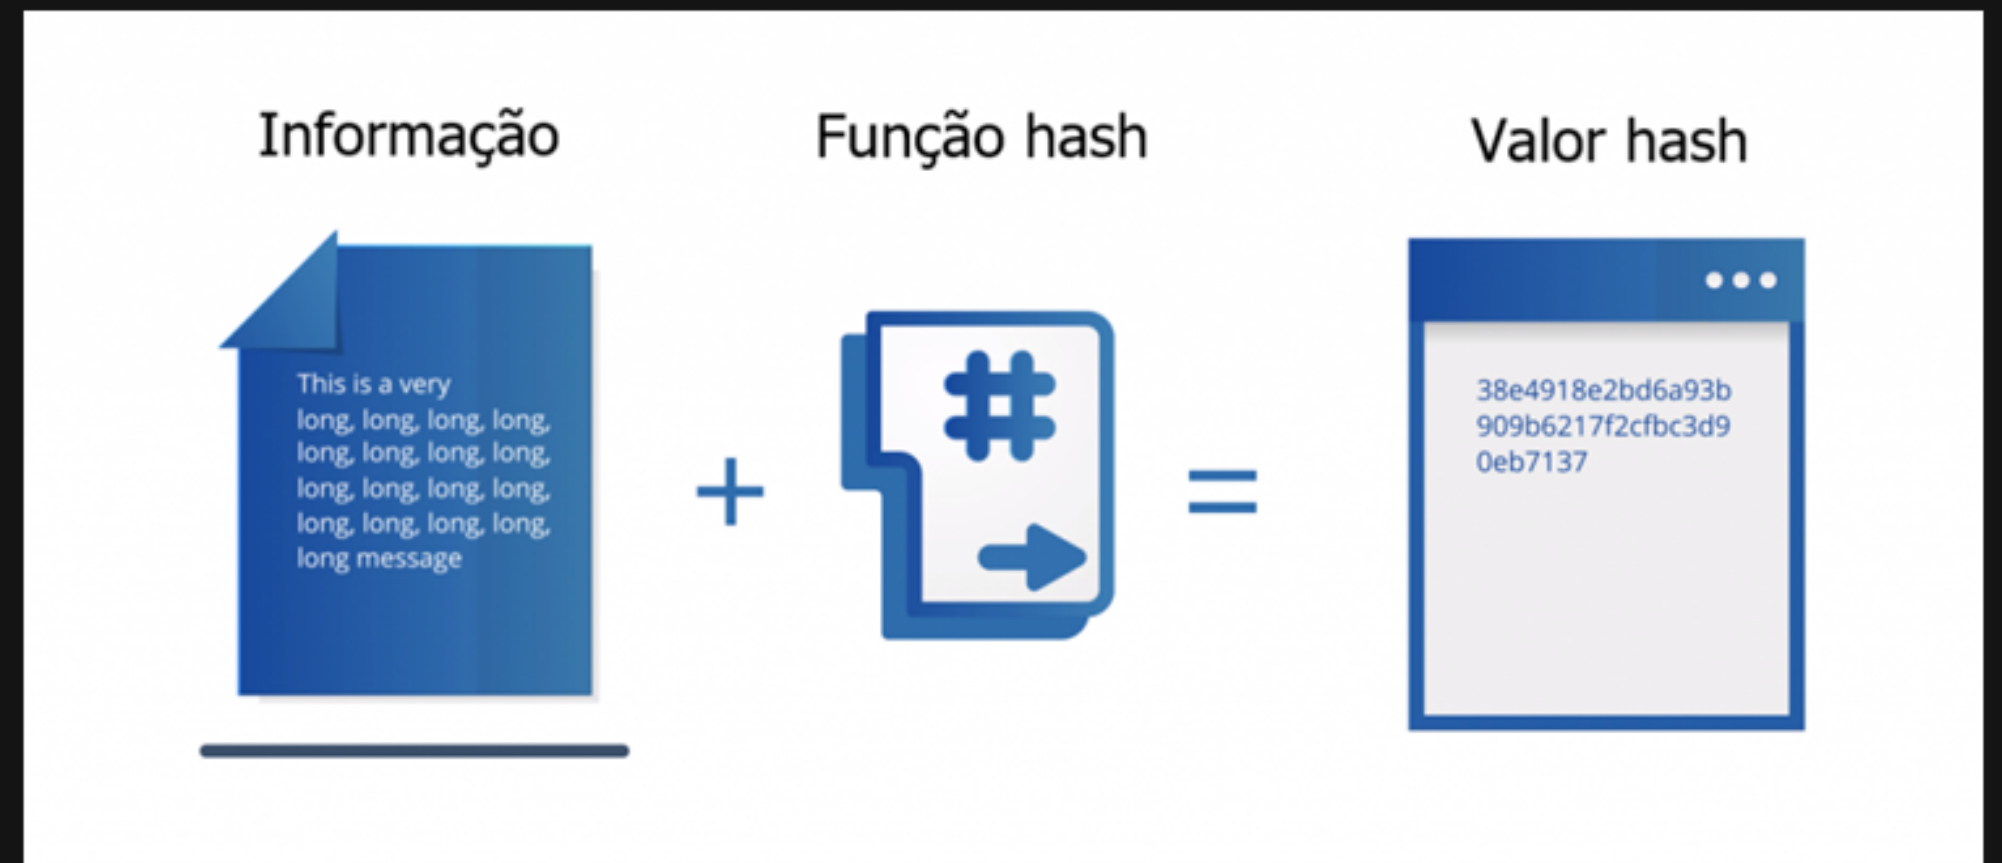 Informação
Função hash
Valor hash
This is a very
long, long, long, long,
long, long, long, long,
long, long, long, long,
long, long, long, long,
long message
#
+
=
38e4918e2bd6a93b
909b6217f2cfbc3d9
0eb7137